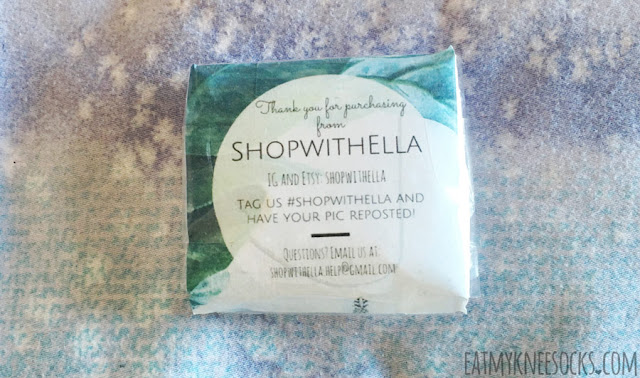 Thank you for purchasing
from
SHOPWITHELLA
IG AND ETSY: SHOPWITHELLA
TAG US #SHOPWITHELLA AND
HAVE YOUR PIC REPOSTED!
QUESTIONS? EMAIL US AT:
SHOPWITHELLA.HELP@GMAIL.COM
EATMYKNEESOCKS.COM